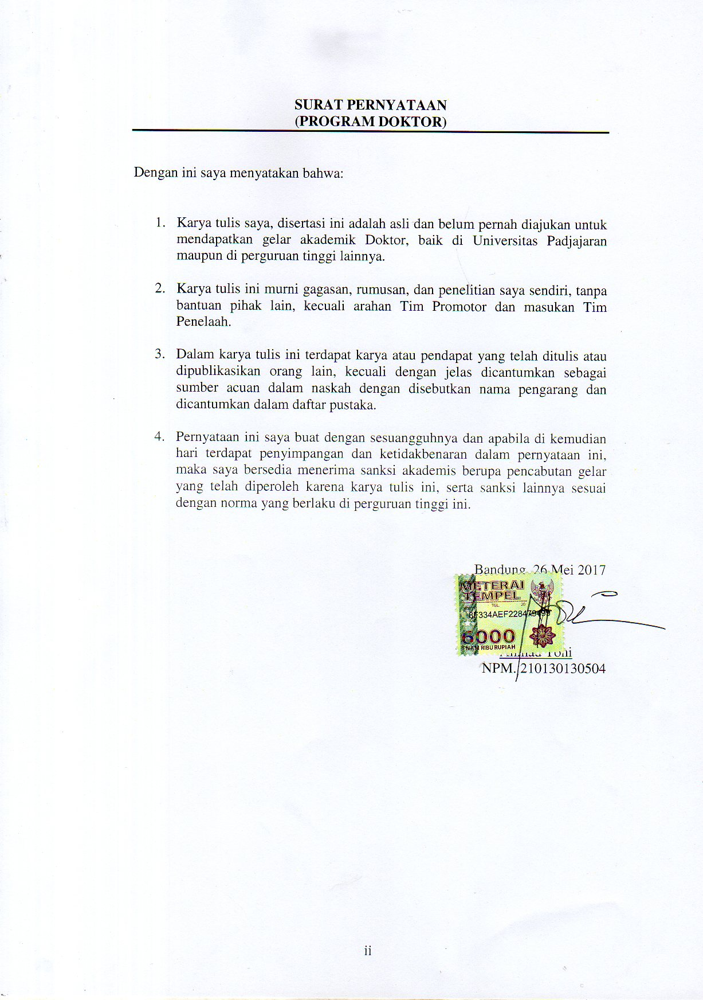 SURAT PERNYATAAN
(PROGRAM DOKTOR)
Dengan ini saya menyatakan bahwa:
1. Karya tulis saya, disertasi ini adalah asli dan belum pernah diajukan untuk
mendapatkan gelar akademik Doktor, baik di Universitas Padjajaran
maupun di perguruan tinggi lainnya.
2. Karya tulis ini murni gagasan, rumusan, dan penelitian saya sendiri, tanpa
bantuan pihak lain, kecuali arahan Tim Promotor dan masukan Tim
Penelaah.
3. Dalam karya tulis ini terdapat karya atau pendapat yang telah ditulis atau
dipublikasikan orang lain, kecuali dengan jelas dicantumkan sebagai
sumber acuan dalam naskah dengan disebutkan nama pengarang dan
dicantumkan dalam daftar pustaka.
4. Pernyataan ini saya buat dengan sesuangguhnya dan apabila di kemudian
hari terdapat penyimpangan dan ketidakbenaran dalam pernyataan ini,
maka saya bersedia menerima sanksi akademis berupa pencabutan gelar
yang telah diperoleh karena karya tulis ini, serta sanksi lainnya sesuai
dengan norma yang berlaku di perguruan tinggi ini.
Bandung, 26 Mei 2017
METERAI
TEMPEL
TGL. 20
6000
ENAM RIBU RUPIAH
NPM. 210130130504
ii